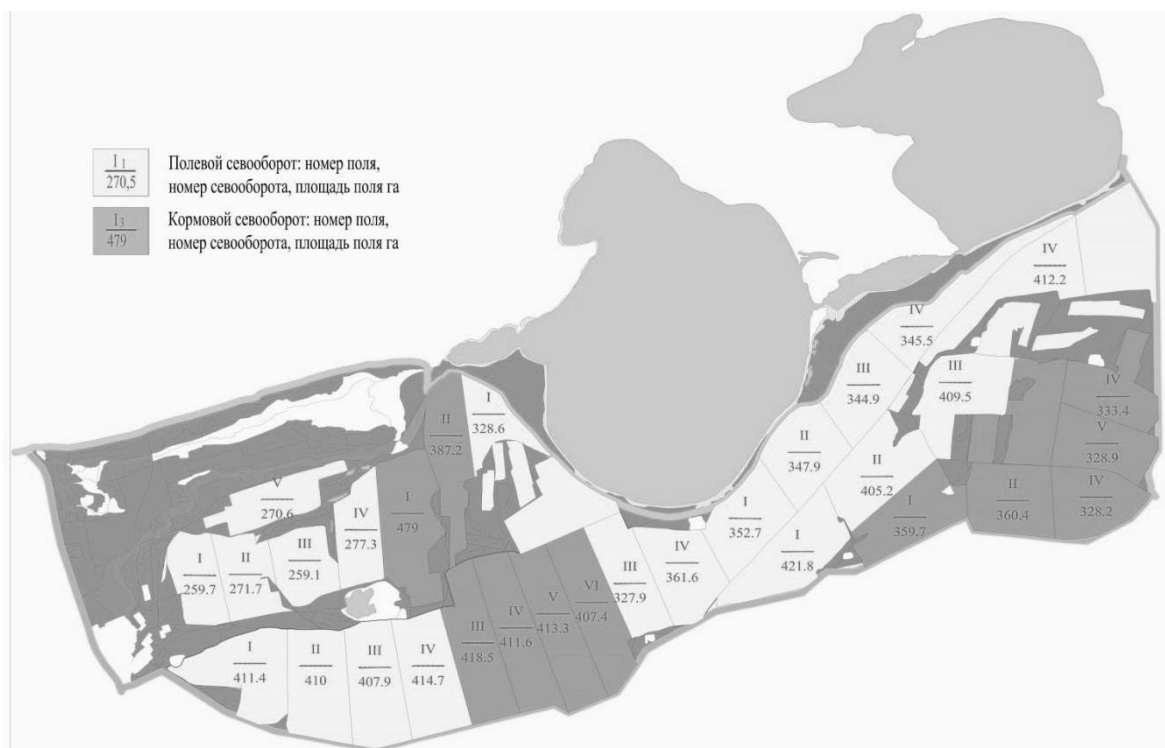 I 1
270,5
Полевой севооборот: номер поля,
номер севооборота, площадь поля га
I3
479
Кормовой севооборот: номер поля,
номер севооборота, площадь поля га
IV
412.2
IV
345.5
III
344.9
III
409.5
IV
333.4
V
328.9
II
347.9
II
405.2
I
359.7
II
360.4
IV
328.2
I
352.7
I
421.8
I
328.6
II
387.2
V
270.6
IV
277.3
I
479
I
259.7
II
271.7
III
259.1
III
327.9
IV
361.6
VI
407.4
V
413.3
IV
411.6
III
418.5
I
411.4
II
410
III
407.9
IV
414.7